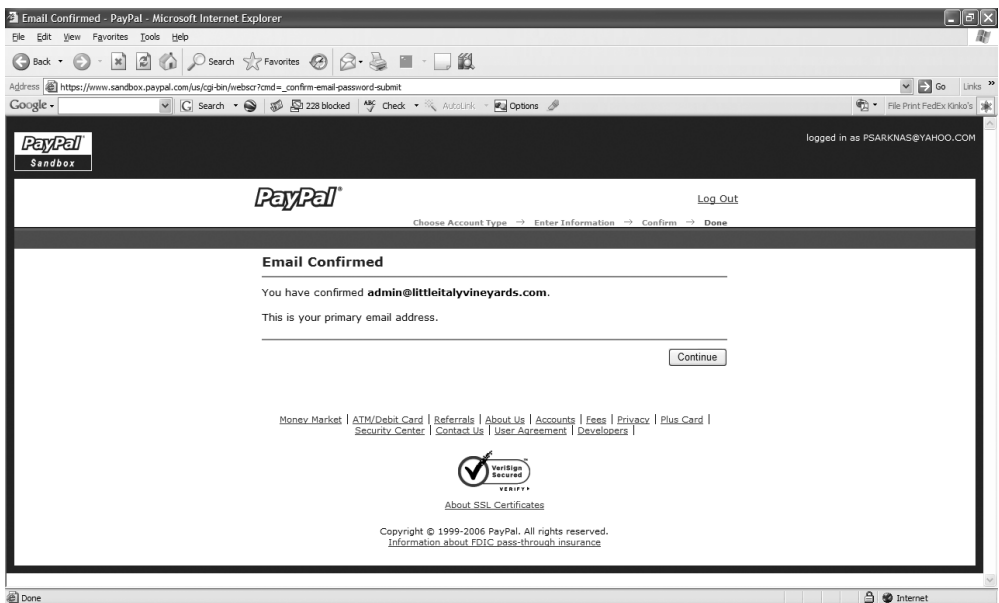 Email Confirmed - PayPal - Microsoft Internet Explorer
File Edit View Favorites Tools Help
Back Search Favorites
Address https://www.sandbox.paypal.com/us/cgi-bin/webscr?cmd=_confirm-email-password-submit Go Links »
Google Search 228 blocked ABC Check AutoLink Options File Print FedEx Kinko's
PayPal
Sandbox
logged in as PSARKNAS@YAHOO.COM
PayPal®
Log Out
Choose Account Type → Enter Information → Confirm → Done
Email Confirmed
You have confirmed admin@littleitalyvineyards.com.
This is your primary email address.
Continue
Money Market | ATM/Debit Card | Referrals | About Us | Accounts | Fees | Privacy | Plus Card |
Security Center | Contact Us | User Agreement | Developers |
VeriSign
Secured
VERIFY
About SSL Certificates
Copyright © 1999-2006 PayPal. All rights reserved.
Information about FDIC pass-through insurance
Done Internet